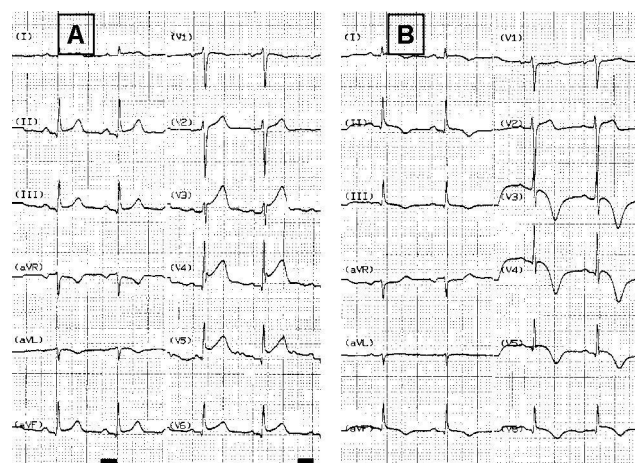 A
(I)
(V1)
(II)
(V2)
(III)
(V3)
(aVR)
(V4)
(aVL)
(V5)
(aVF)
(V6)
B
(I)
(V1)
(II)
(V2)
(III)
(V3)
(aVR)
(V4)
(aVL)
(V5)
(aVF)
(V6)